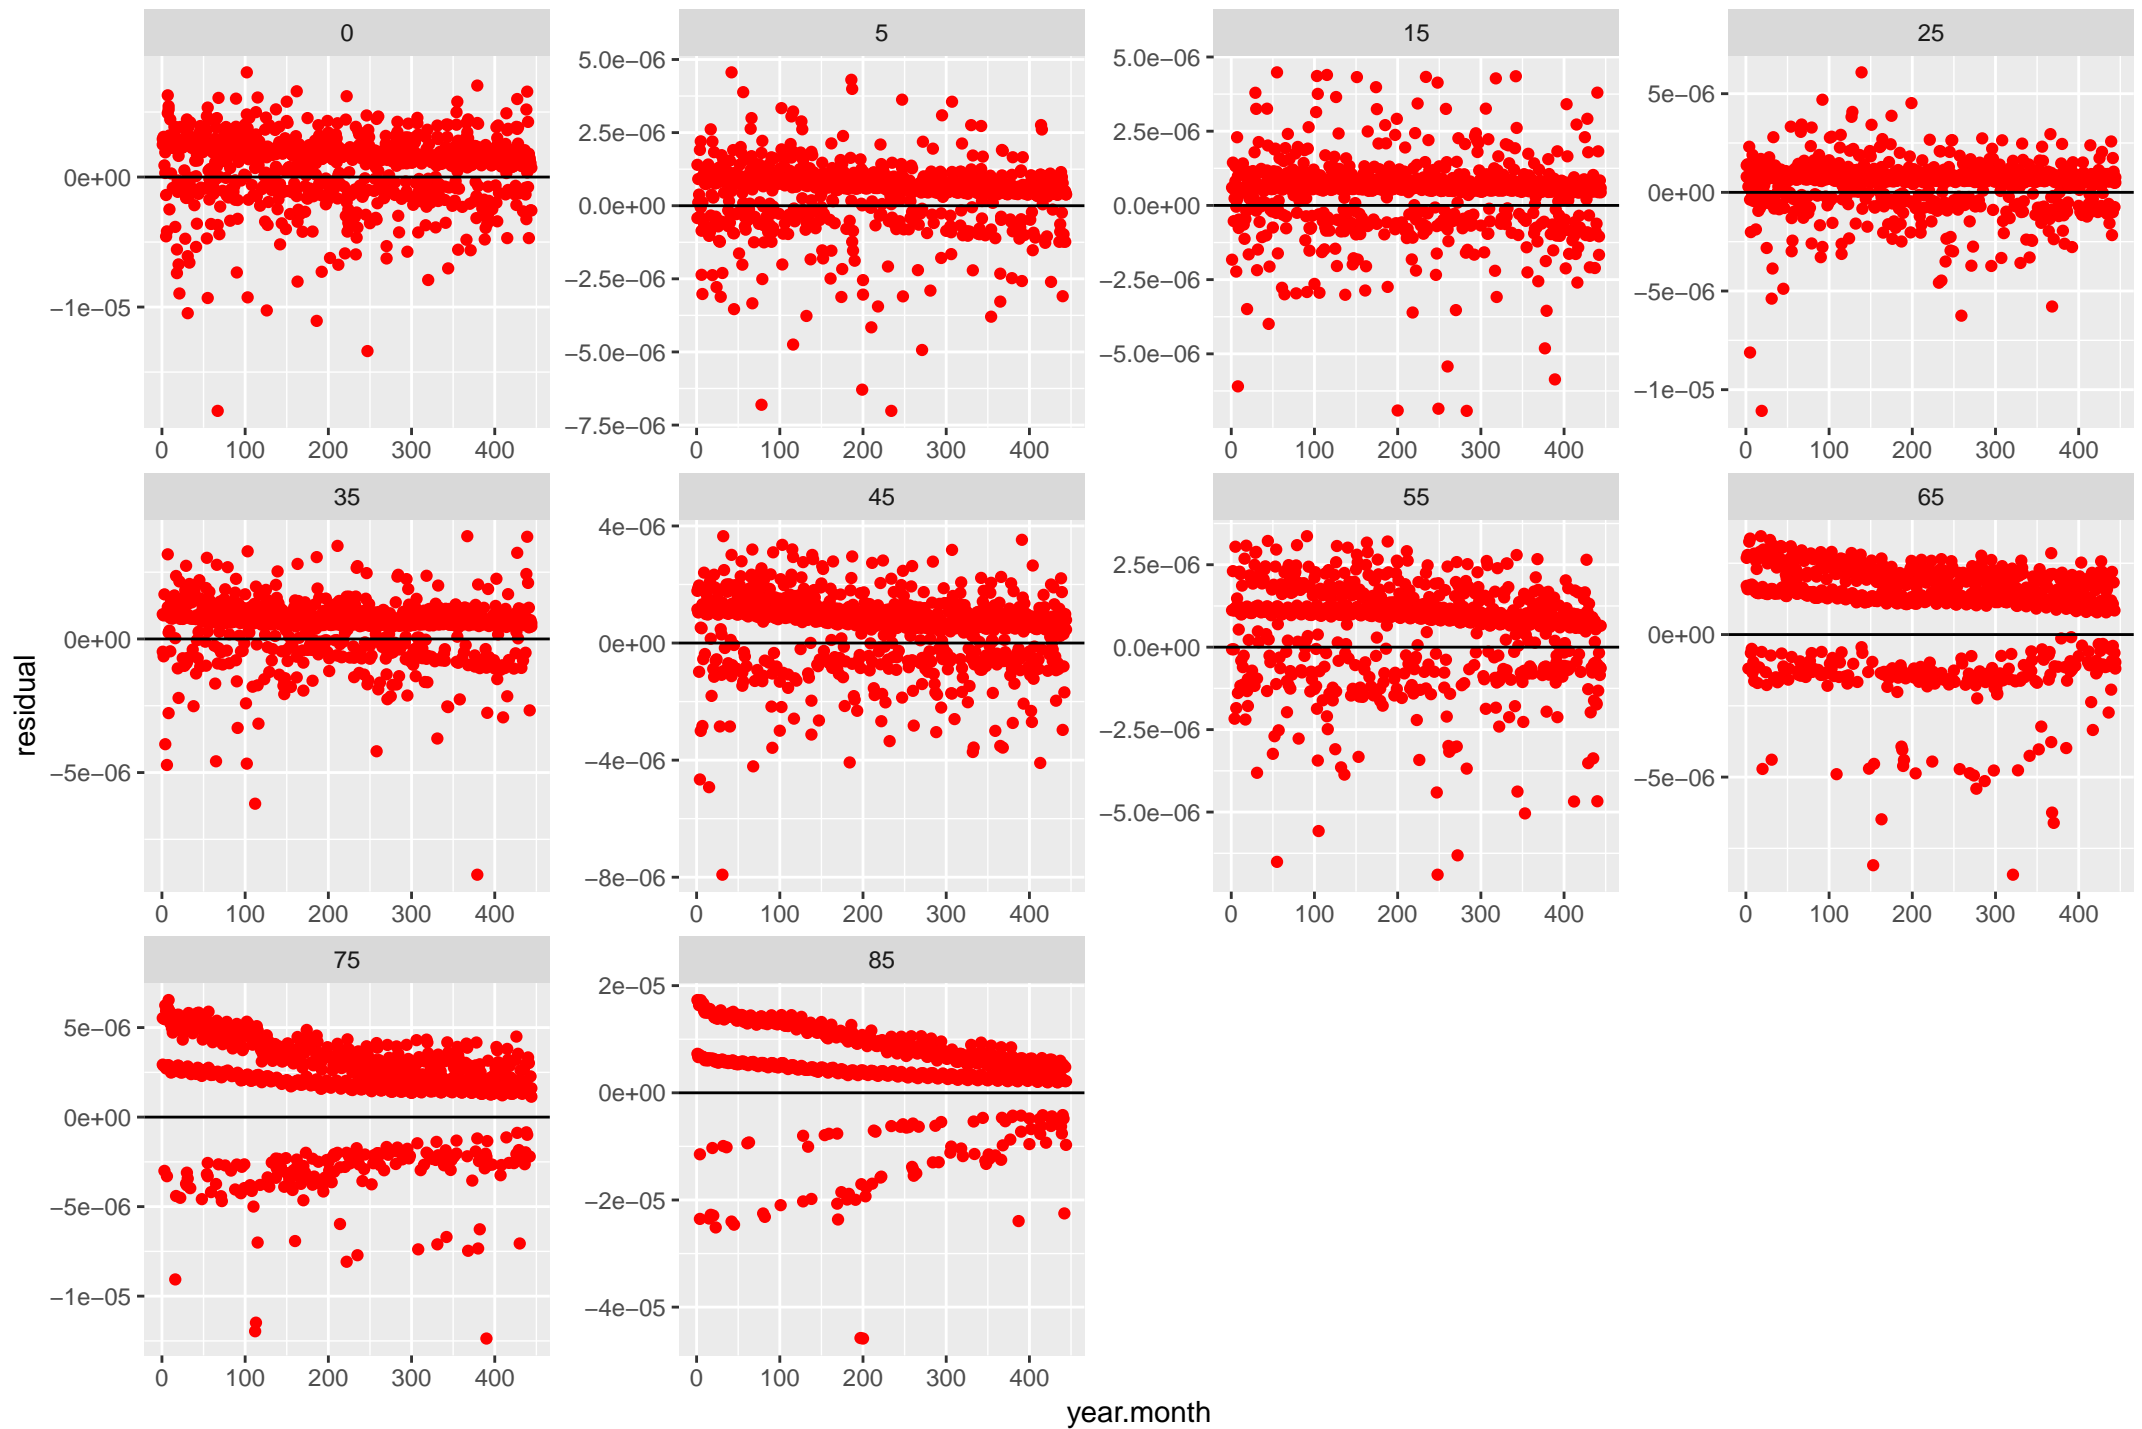 0 5 15 25
5.0e−06 5.0e−06
5e−06
2.5e−06 2.5e−06
0e+00 0.0e+00 0.0e+00 0e+00
−2.5e−06 −2.5e−06
−5e−06
−1e−05
−5.0e−06 −5.0e−06
−1e−05
−7.5e−06
0 100 200 300 400 0 100 200 300 400 0 100 200 300 400 0 100 200 300 400
35 45 55 65
4e−06
2.5e−06
0e+00 0e+00 0.0e+00 0e+00
−2.5e−06
−4e−06
−5e−06 −5e−06
−5.0e−06
−8e−06
0 100 200 300 400 0 100 200 300 400 0 100 200 300 400 0 100 200 300 400
75 85
2e−05
5e−06
0e+00 0e+00
−5e−06 −2e−05
−1e−05 −4e−05
0 100 200 300 400 0 100 200 300 400
residual
year.month